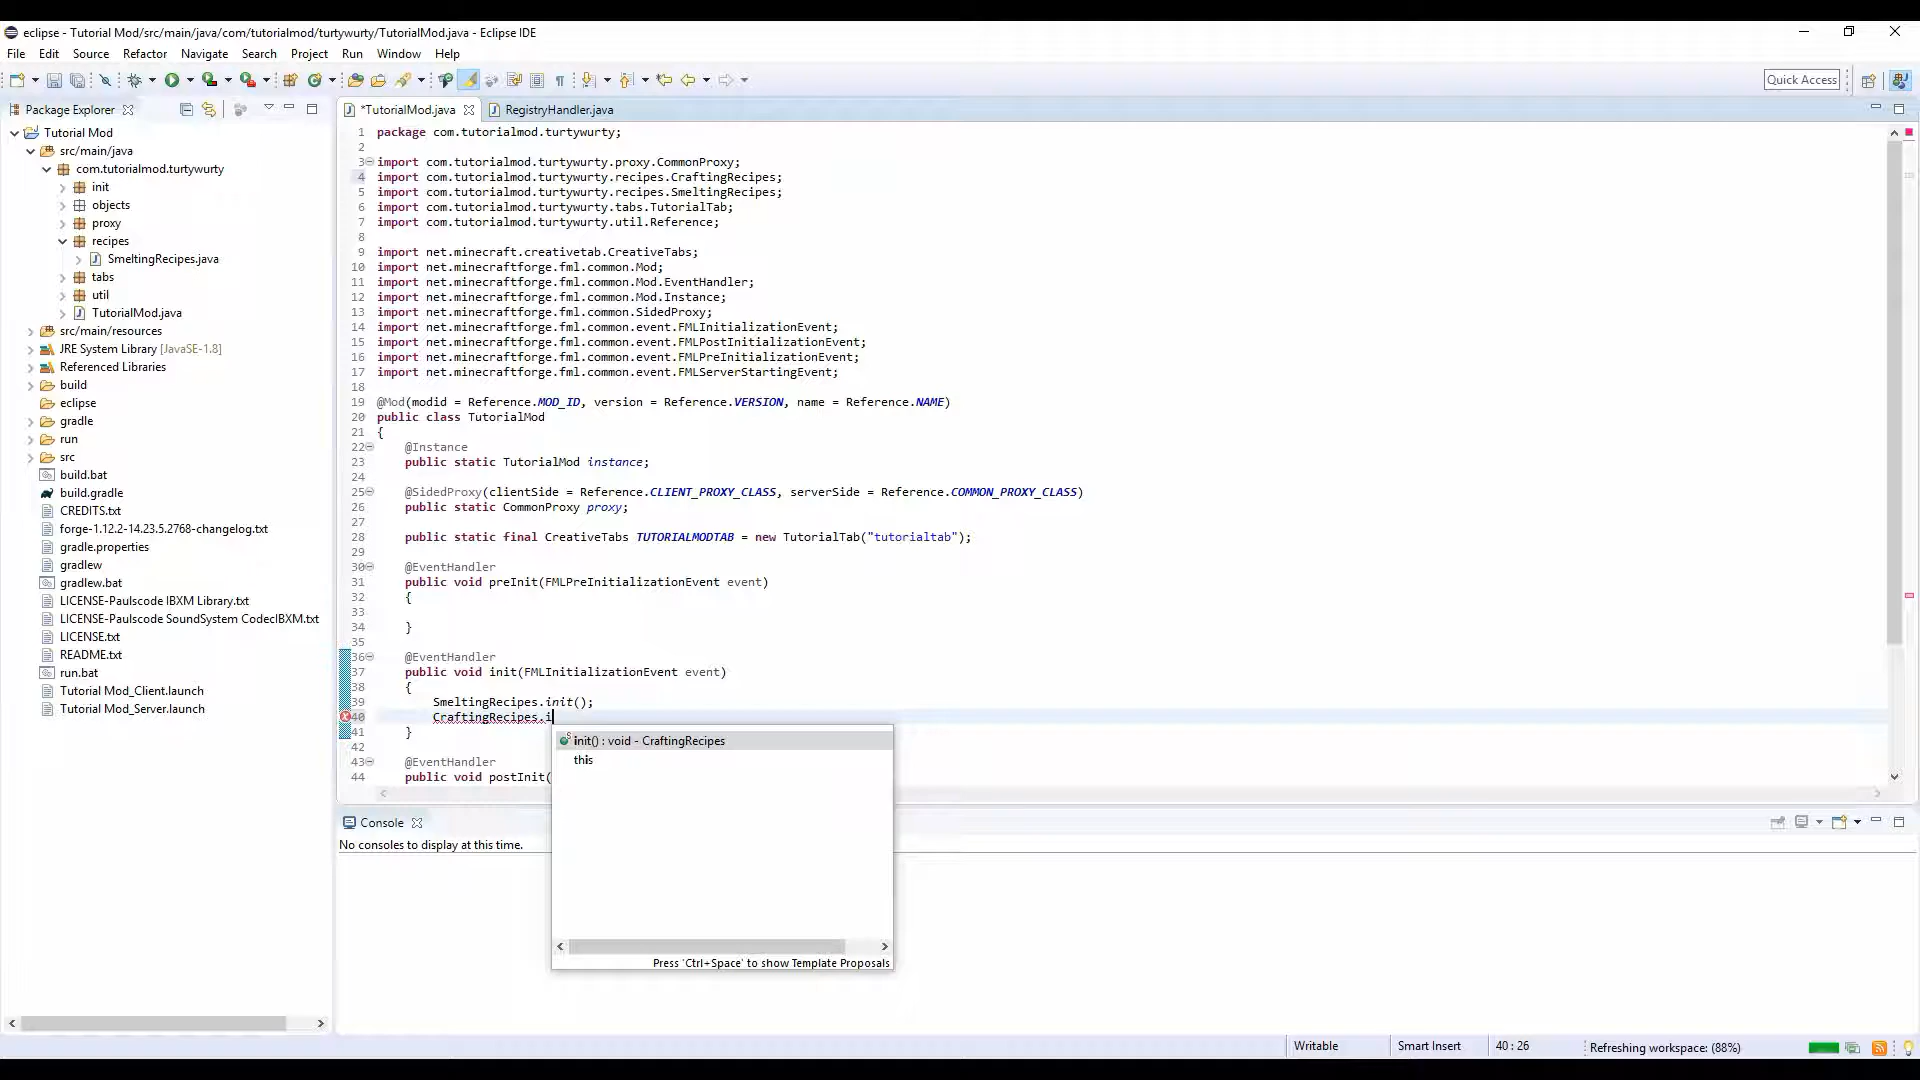 eclipse - Tutorial Mod/src/main/java/com/tutorialmod/turtywurty/TutorialMod.java - Eclipse IDE
File Edit Source Refactor Navigate Search Project Run Window Help
Quick Access
Package Explorer
*TutorialMod.java
RegistryHandler.java
Tutorial Mod
src/main/java
com.tutorialmod.turtywurty
init
objects
proxy
recipes
SmeltingRecipes.java
tabs
util
TutorialMod.java
src/main/resources
JRE System Library [JavaSE-1.8]
Referenced Libraries
build
eclipse
gradle
run
src
build.bat
build.gradle
CREDITS.txt
forge-1.12.2-14.23.5.2768-changelog.txt
gradle.properties
gradlew
gradlew.bat
LICENSE-Paulscode IBXM Library.txt
LICENSE-Paulscode SoundSystem CodecIBXM.txt
LICENSE.txt
README.txt
run.bat
Tutorial Mod_Client.launch
Tutorial Mod_Server.launch
1 package com.tutorialmod.turtywurty;
2
3 import com.tutorialmod.turtywurty.proxy.CommonProxy;
4 import com.tutorialmod.turtywurty.recipes.CraftingRecipes;
5 import com.tutorialmod.turtywurty.recipes.SmeltingRecipes;
6 import com.tutorialmod.turtywurty.tabs.TutorialTab;
7 import com.tutorialmod.turtywurty.util.Reference;
8
9 import net.minecraft.creativetab.CreativeTabs;
10 import net.minecraftforge.fml.common.Mod;
11 import net.minecraftforge.fml.common.Mod.EventHandler;
12 import net.minecraftforge.fml.common.Mod.Instance;
13 import net.minecraftforge.fml.common.SidedProxy;
14 import net.minecraftforge.fml.common.event.FMLInitializationEvent;
15 import net.minecraftforge.fml.common.event.FMLPostInitializationEvent;
16 import net.minecraftforge.fml.common.event.FMLPreInitializationEvent;
17 import net.minecraftforge.fml.common.event.FMLServerStartingEvent;
18
19 @Mod(modid = Reference.MOD_ID, version = Reference.VERSION, name = Reference.NAME)
20 public class TutorialMod
21 {
22 @Instance
23 public static TutorialMod instance;
24
25 @SidedProxy(clientSide = Reference.CLIENT_PROXY_CLASS, serverSide = Reference.COMMON_PROXY_CLASS)
26 public static CommonProxy proxy;
27
28 public static final CreativeTabs TUTORIALMODTAB = new TutorialTab("tutorialtab");
29
30 @EventHandler
31 public void preInit(FMLPreInitializationEvent event)
32 {
33
34 }
35
36 @EventHandler
37 public void init(FMLInitializationEvent event)
38 {
39 SmeltingRecipes.init();
40 CraftingRecipes.i
41 }
42
43 @EventHandler
44 public void postInit(
init() : void - CraftingRecipes
this
Press 'Ctrl+Space' to show Template Proposals
Console
No consoles to display at this time.
Writable
Smart Insert
40 : 26
Refreshing workspace: (88%)